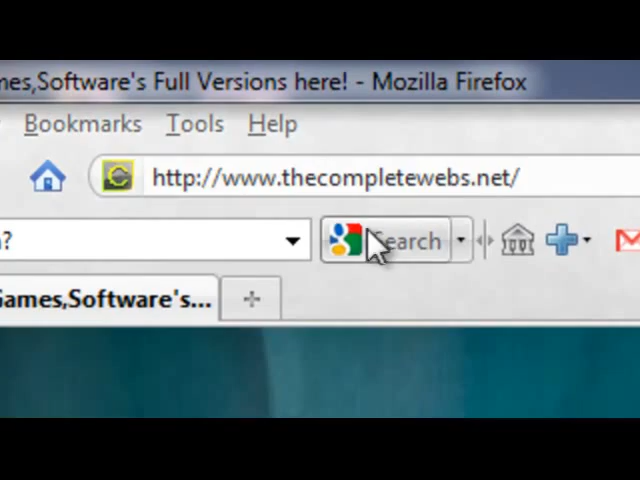 mes,Software's Full Versions here! - Mozilla Firefox
Bookmarks Tools Help
http://www.thecompletewebs.net/
? Search
Games,Software's...